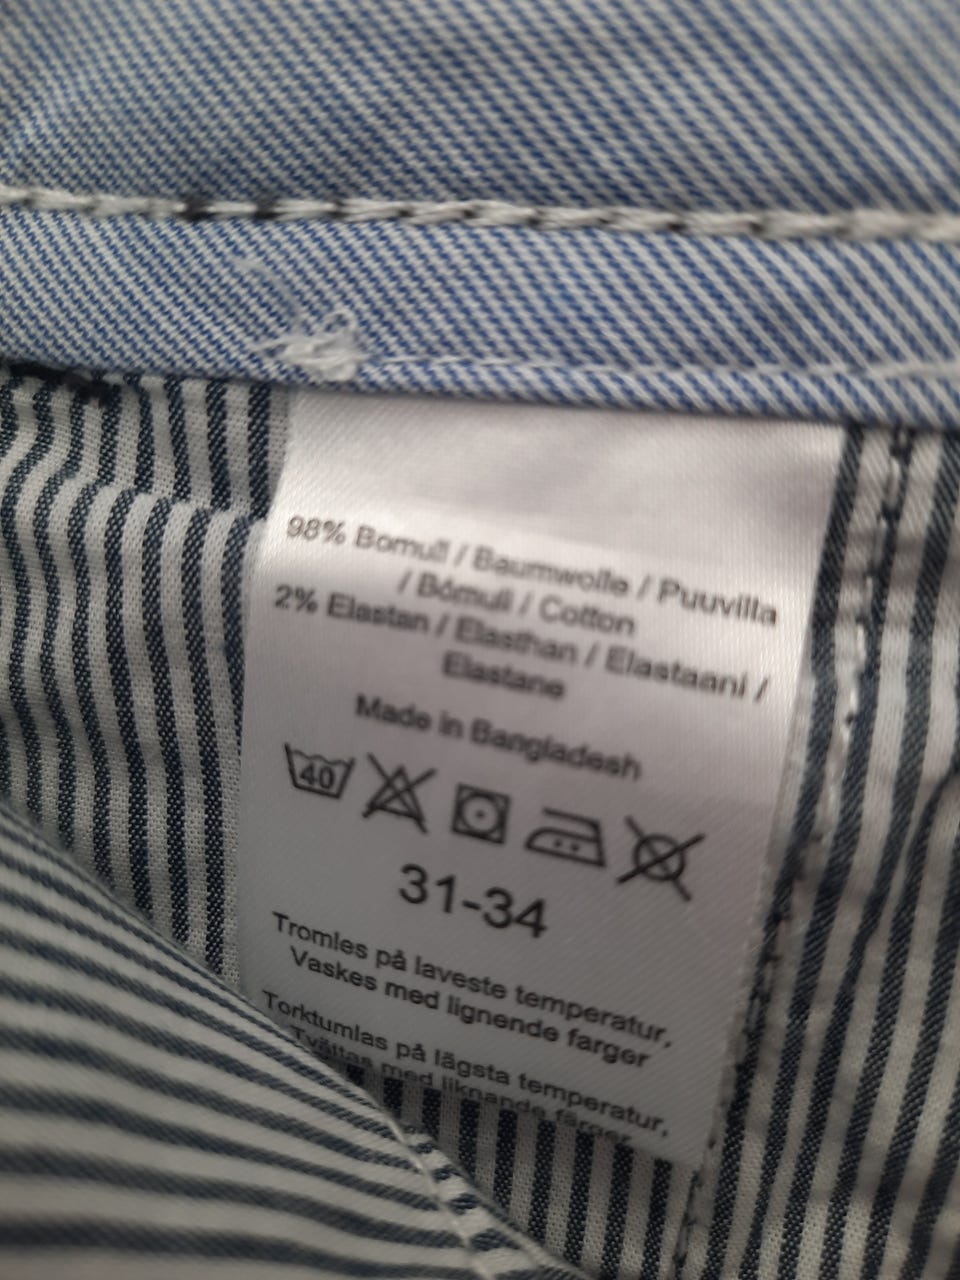 98% Bomull / Baumwolle / Puuvilla
/ Bómull / Cotton
2% Elastan / Elasthan / Elastaani /
Elastane
Made in Bangladesh
40
31-34
Tromles på laveste temperatur,
Vaskes med lignende farger
Torktumlas på lägsta temperatur,
Tvättas med liknande färger